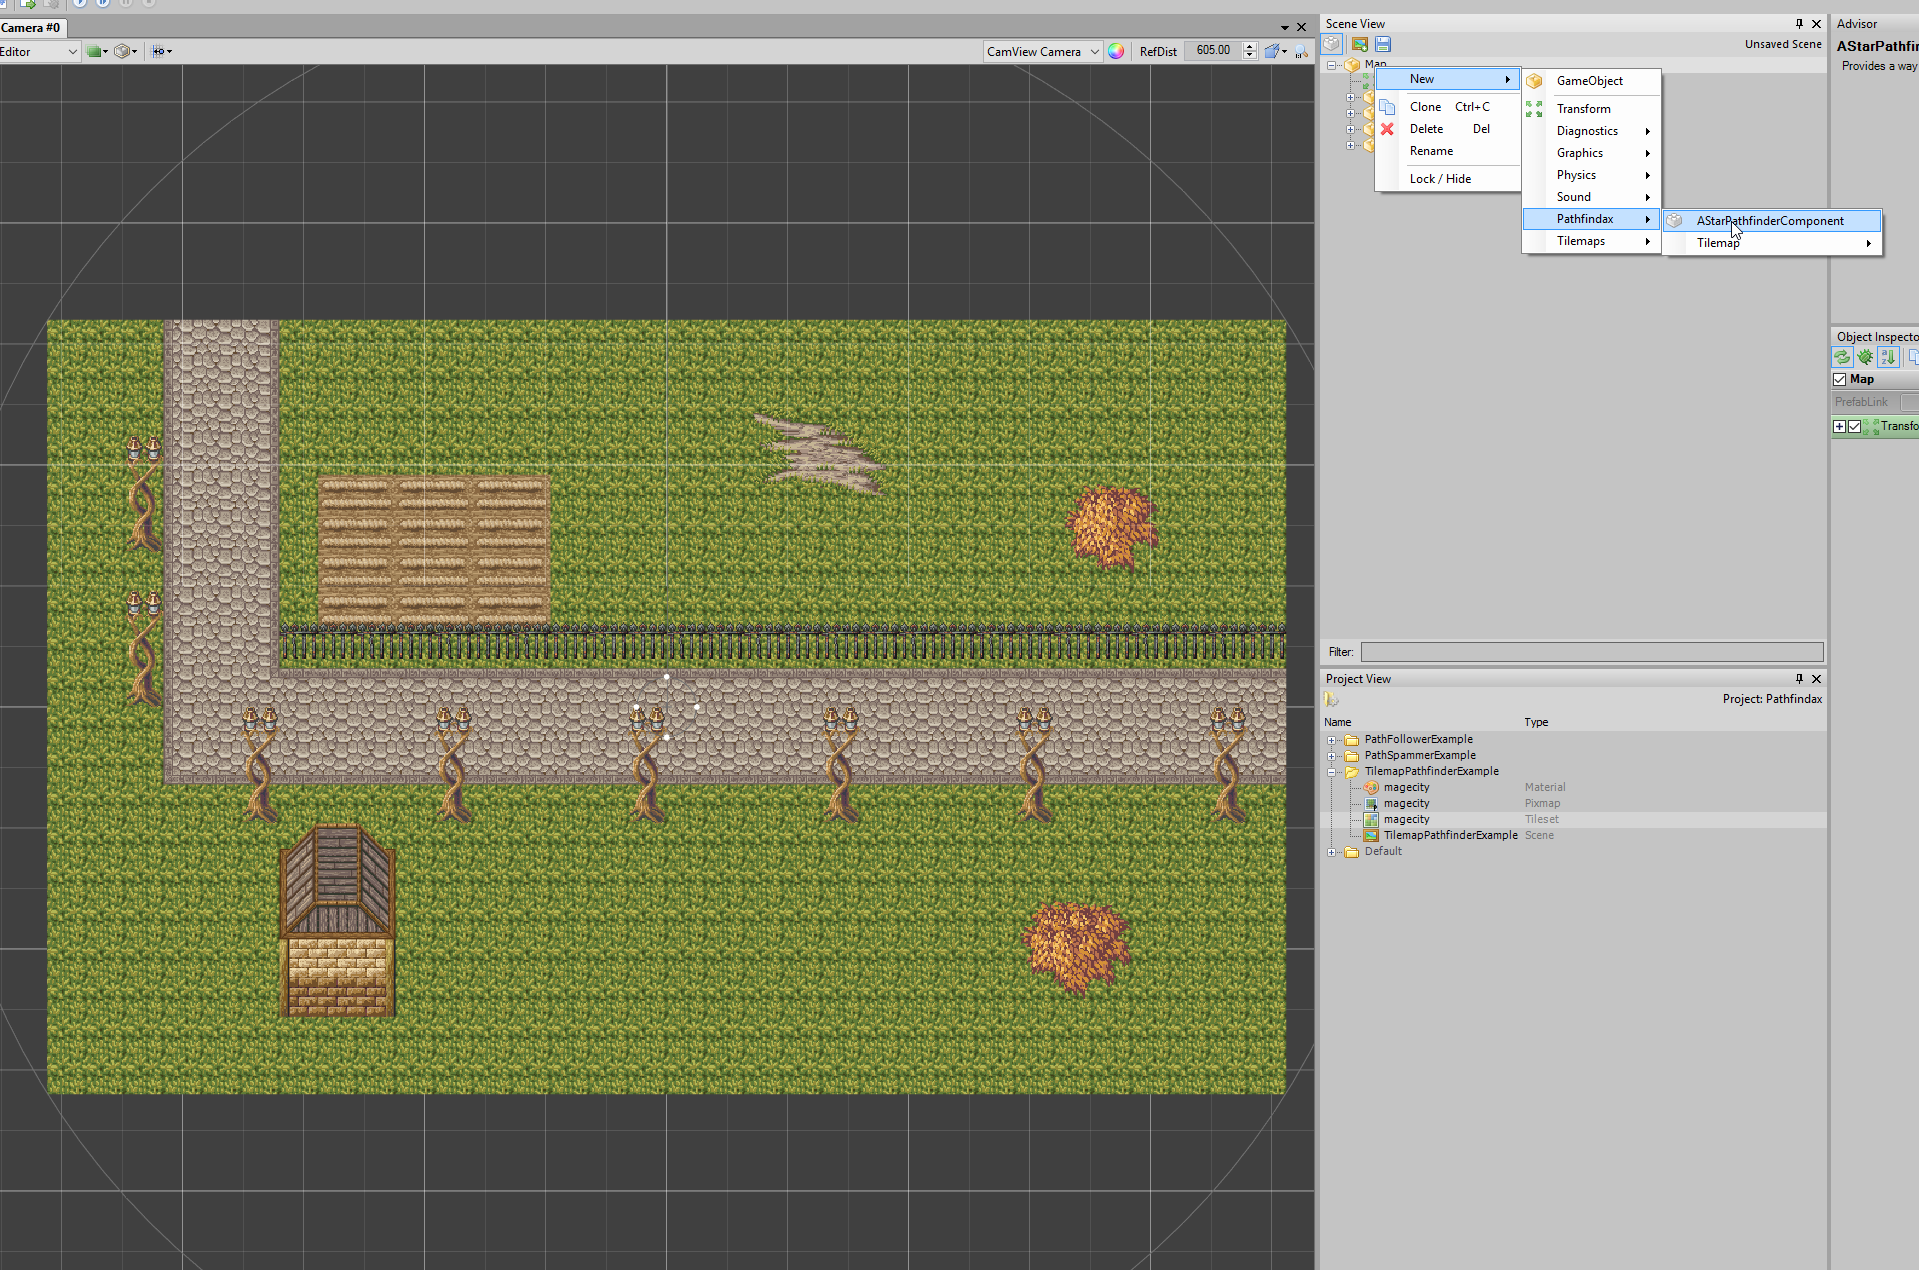 Camera #0
Editor
CamView Camera
RefDist
605.00
Scene View
Unsaved Scene
Map
New
Clone Ctrl+C
Delete Del
Rename
Lock / Hide
GameObject
Transform
Diagnostics
Graphics
Physics
Sound
Pathfindax
Tilemaps
AStarPathfinderComponent
Tilemap
Filter:
Project View
Project: Pathfindax
Name Type
PathFollowerExample
PathSpammerExample
TilemapPathfinderExample
magecity Material
magecity Pixmap
magecity Tileset
TilemapPathfinderExample Scene
Default
Advisor
AStarPathfin
Provides a way
Object Inspecto
Map
PrefabLink
Transfo